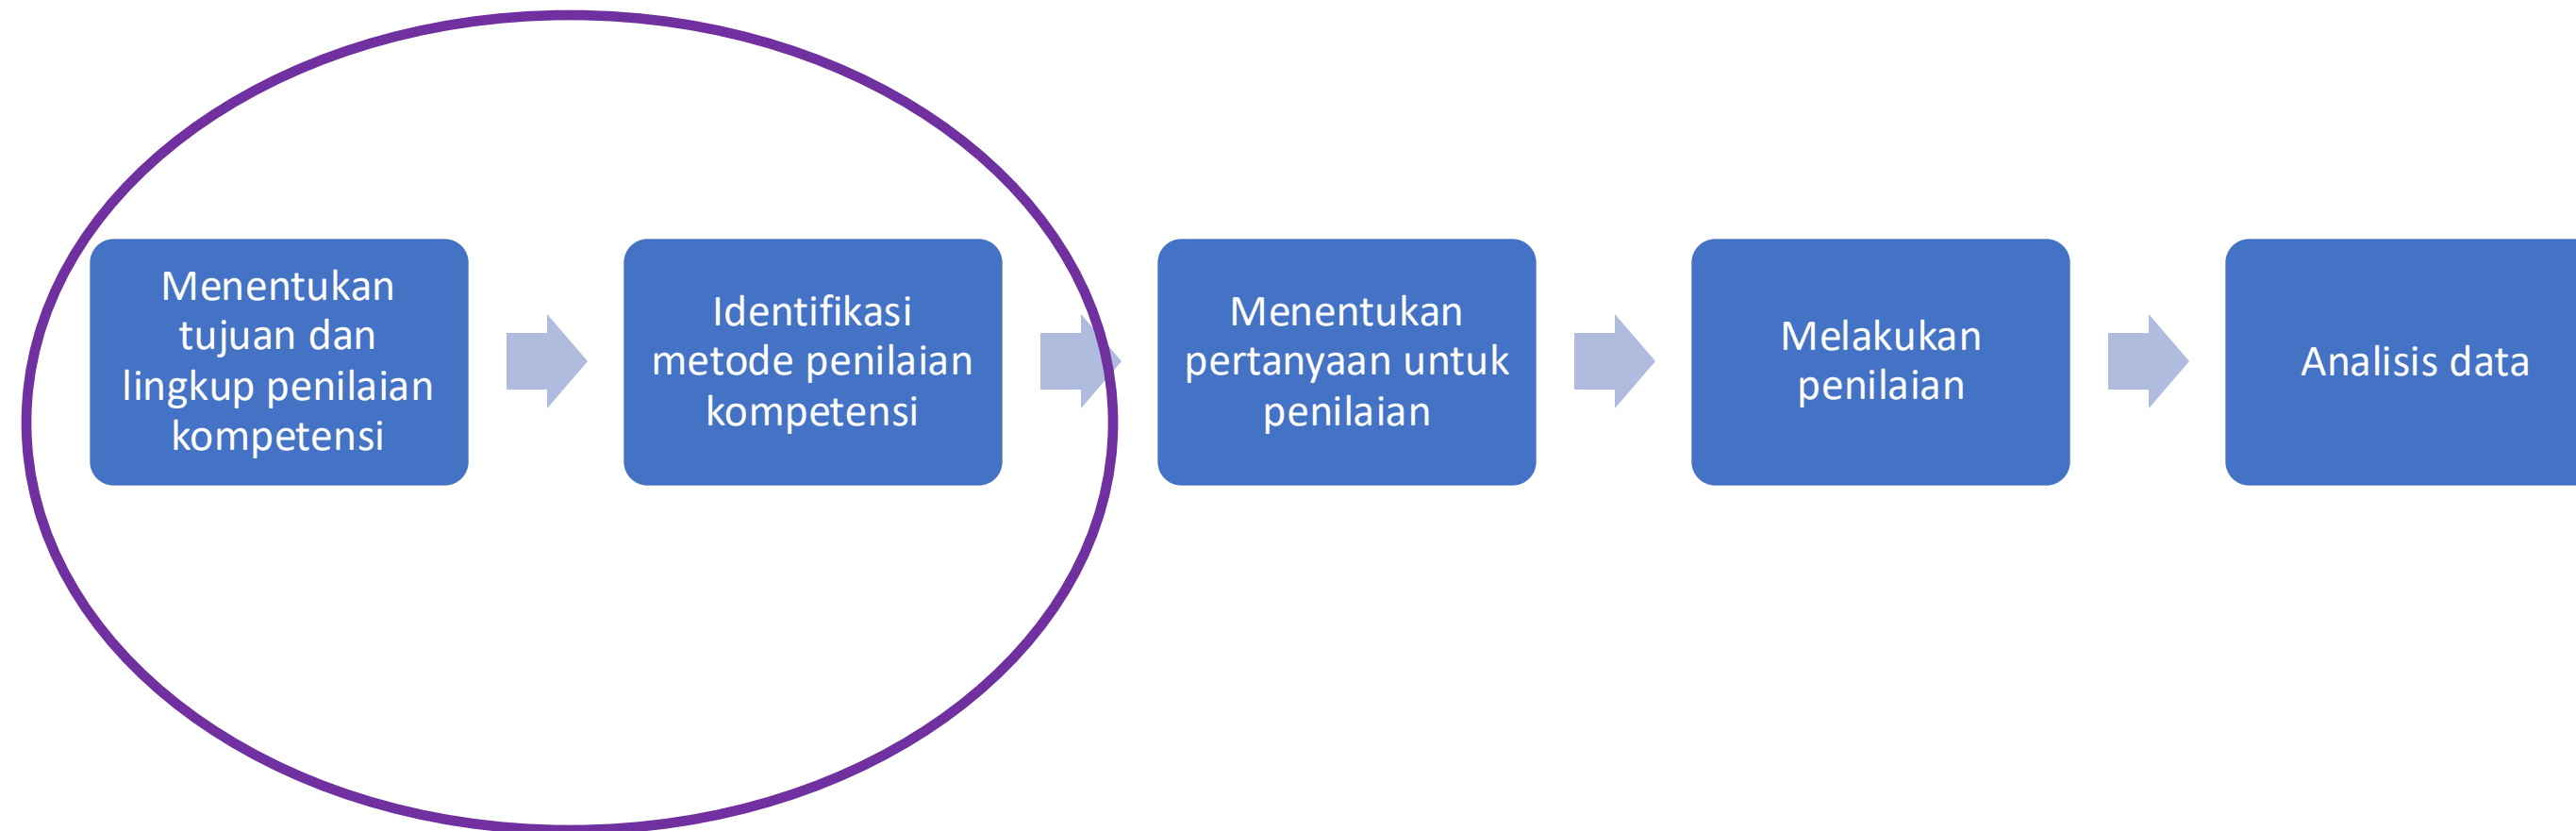 Menentukan
tujuan dan
lingkup penilaian
kompetensi
Identifikasi
metode penilaian
kompetensi
Menentukan
pertanyaan untuk
penilaian
Melakukan
penilaian
Analisis data